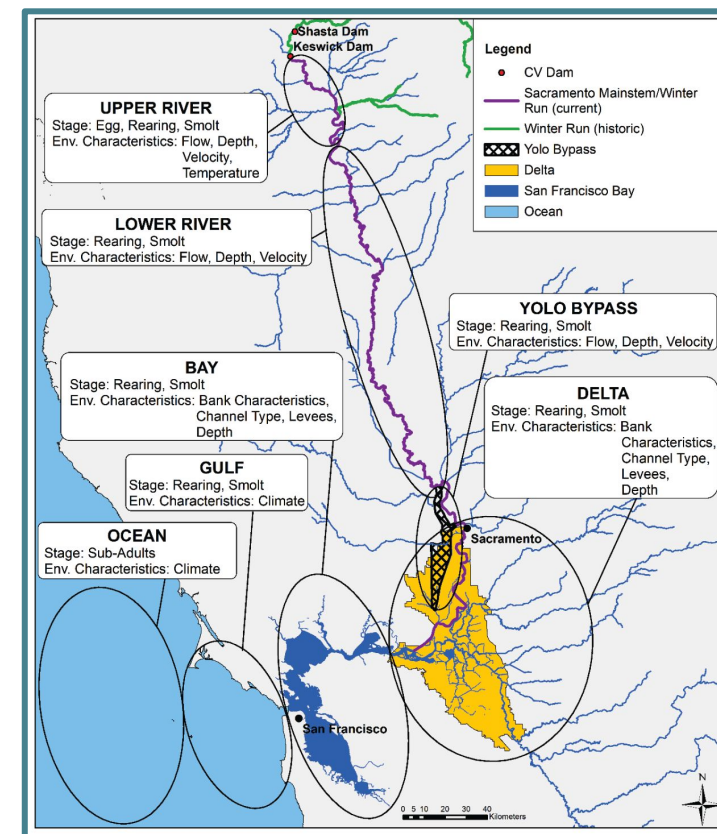 Shasta Dam
Keswick Dam
Legend
CV Dam
Sacramento Mainstem/Winter
Run (current)
Winter Run (historic)
Yolo Bypass
Delta
San Francisco Bay
Ocean
UPPER RIVER
Stage: Egg, Rearing, Smolt
Env. Characteristics: Flow, Depth,
Velocity,
Temperature
LOWER RIVER
Stage: Rearing, Smolt
Env. Characteristics: Flow, Depth, Velocity
YOLO BYPASS
Stage: Rearing, Smolt
Env. Characteristics: Flow, Depth, Velocity
BAY
Stage: Rearing, Smolt
Env. Characteristics: Bank Characteristics,
Channel Type, Levees,
Depth
DELTA
Stage: Rearing, Smolt
Env. Characteristics: Bank
Characteristics,
Channel Type,
Levees,
Depth
GULF
Stage: Rearing, Smolt
Env. Characteristics: Climate
OCEAN
Stage: Sub-Adults
Env. Characteristics: Climate
Sacramento
San Francisco
N
0 5 10 20 30 40
Kilometers